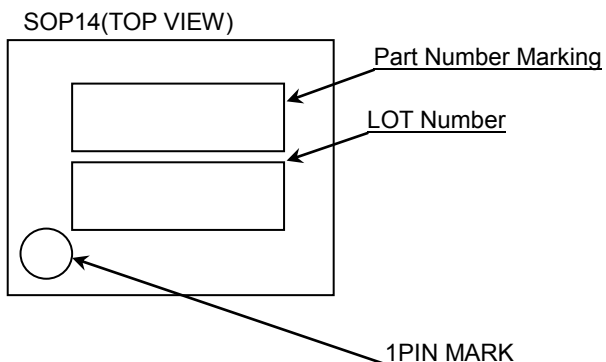 SOP14(TOP VIEW)
Part Number Marking
LOT Number
1PIN MARK